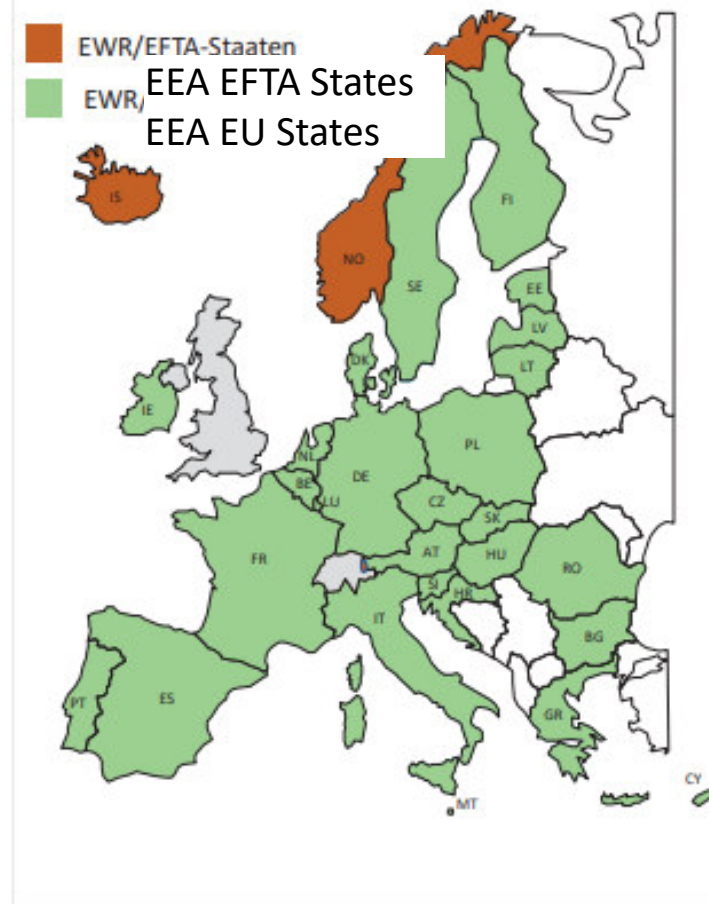 EWR/EFTA-Staaten
EWR/
EEA EFTA States
EEA EU States
IS
NO
SE
FI
EE
LV
LT
DK
IE
NL
BE
LU
DE
PL
CZ
SK
AT
HU
FR
SI
HR
RO
IT
BG
PT
ES
GR
CY
MT